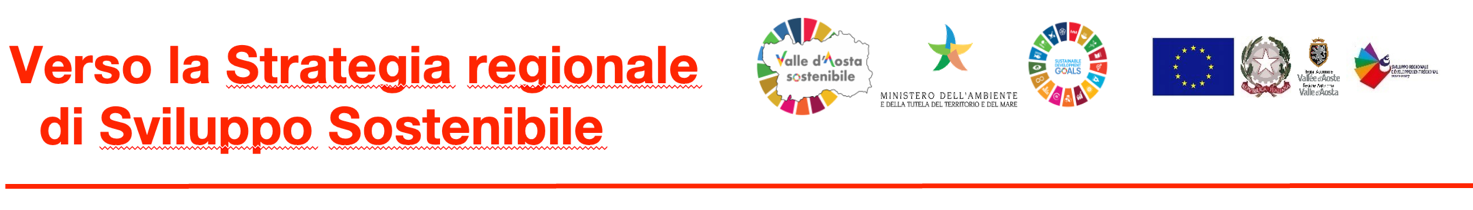 Verso la Strategia regionale
di Sviluppo Sostenibile
Valle d'Aosta
sostenibile
MINISTERO DELL'AMBIENTE
E DELLA TUTELA DEL TERRITORIO E DEL MARE
SUSTAINABLE
DEVELOPMENT
GOALS
Vallée d'Aoste
Valle d'Aosta
SVILUPPO REGIONALE